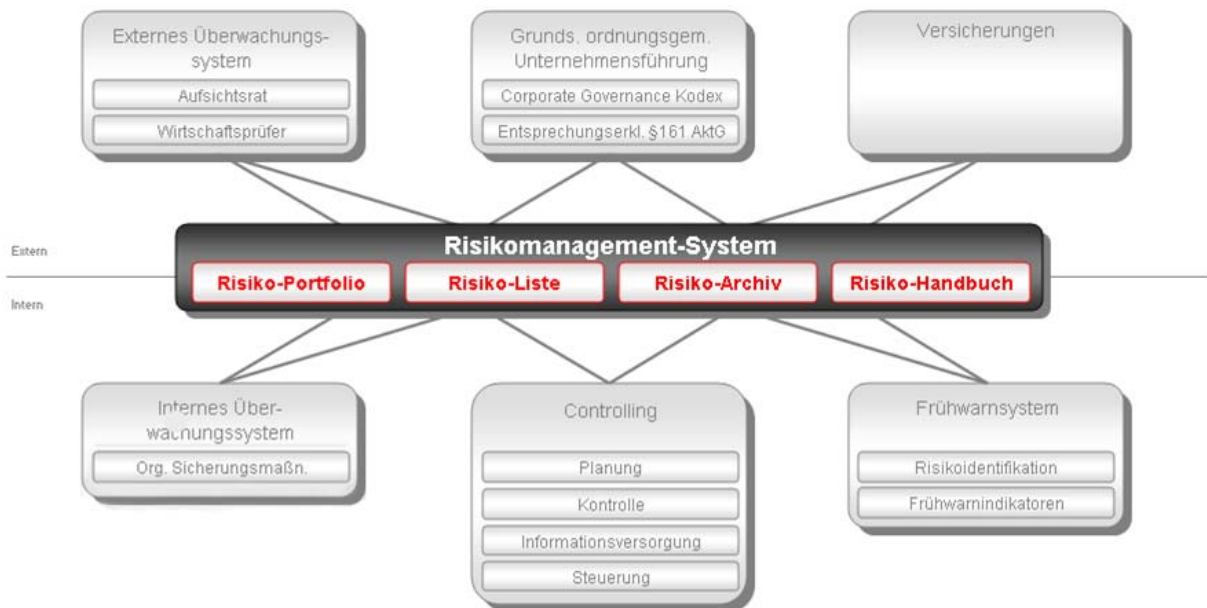 Externes Überwachungs-
system
Aufsichtsrat
Wirtschaftsprüfer
Grunds. ordnungsgem.
Unternehmensführung
Corporate Governance Kodex
Entsprechungserkl. §161 AktG
Versicherungen
Extern
Risikomanagement-System
Risiko-Portfolio
Risiko-Liste
Risiko-Archiv
Risiko-Handbuch
Intern
Internes Über-
wachungssystem
Org. Sicherungsmaßn.
Controlling
Planung
Kontrolle
Informationsversorgung
Steuerung
Frühwarnsystem
Risikoidentifikation
Frühwarnindikatoren